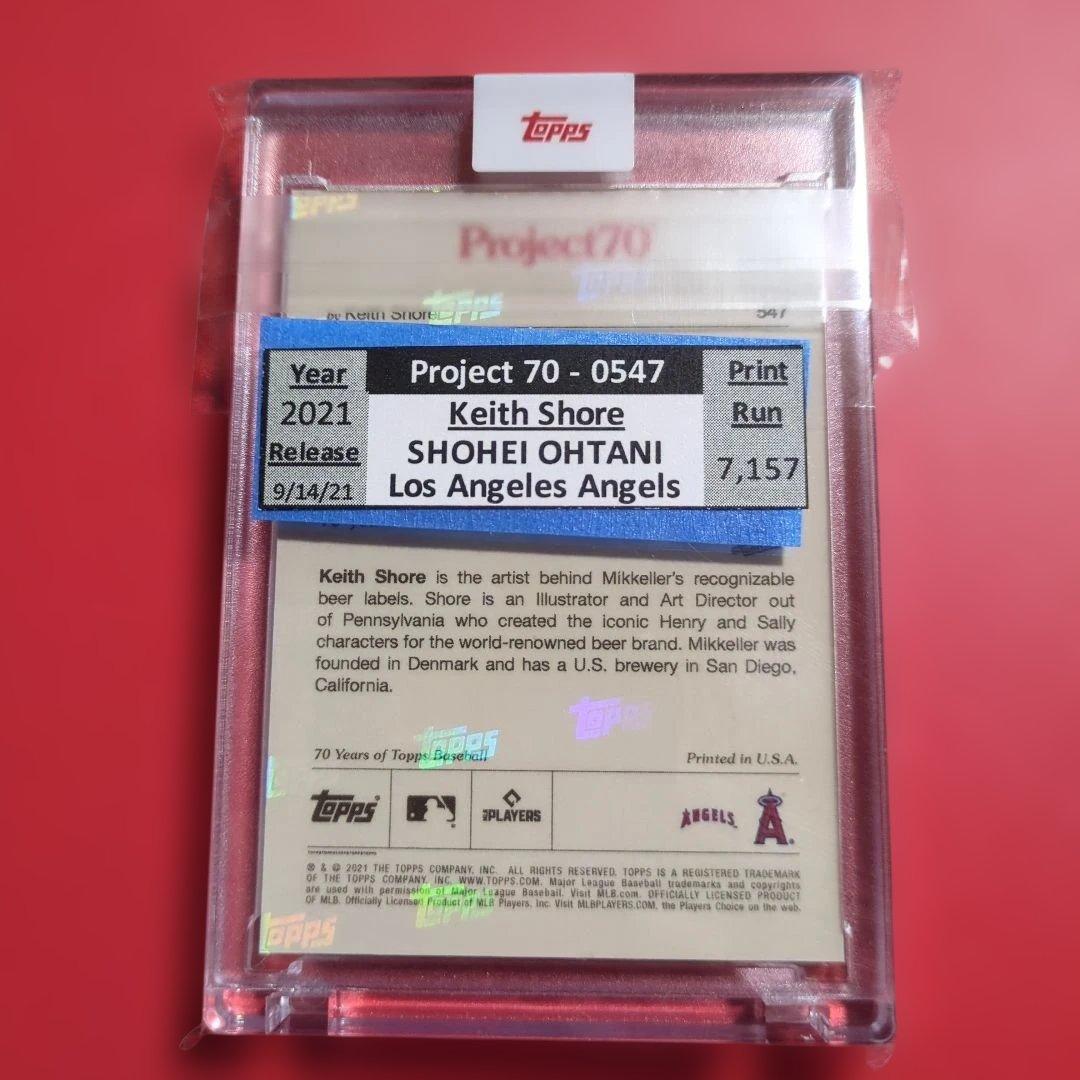 TOPPS
TOPPS
Project70
TOPPS
TOPPS
by Keith Shore
547
Year
2021
Release
9/14/21
Project 70 - 0547
Keith Shore
SHOHEI OHTANI
Los Angeles Angels
Print
Run
7,157
Keith Shore is the artist behind Mikkeller's recognizable
beer labels. Shore is an Illustrator and Art Director out
of Pennsylvania who created the iconic Henry and Sally
characters for the world-renowned beer brand. Mikkeller was
founded in Denmark and has a U.S. brewery in San Diego,
California.
TOPPS
TOPPS
70 Years of Topps Baseball
Printed in U.S.A.
TOPPS
PLAYERS
ANGELS
A
® & © 2021 THE TOPPS COMPANY, INC. ALL RIGHTS RESERVED. TOPPS IS A REGISTERED TRADEMARK
OF THE TOPPS COMPANY, INC. WWW.TOPPS.COM. Major League Baseball trademarks and copyrights
are used with permission of Major League Baseball. Visit MLB.com. OFFICIALLY LICENSED PRODUCT
OF MLB. Officially Licensed Product of MLB Players, Inc. Visit MLBPLAYERS.COM, the Players Choice on the web.
TOPPS
TOPPS